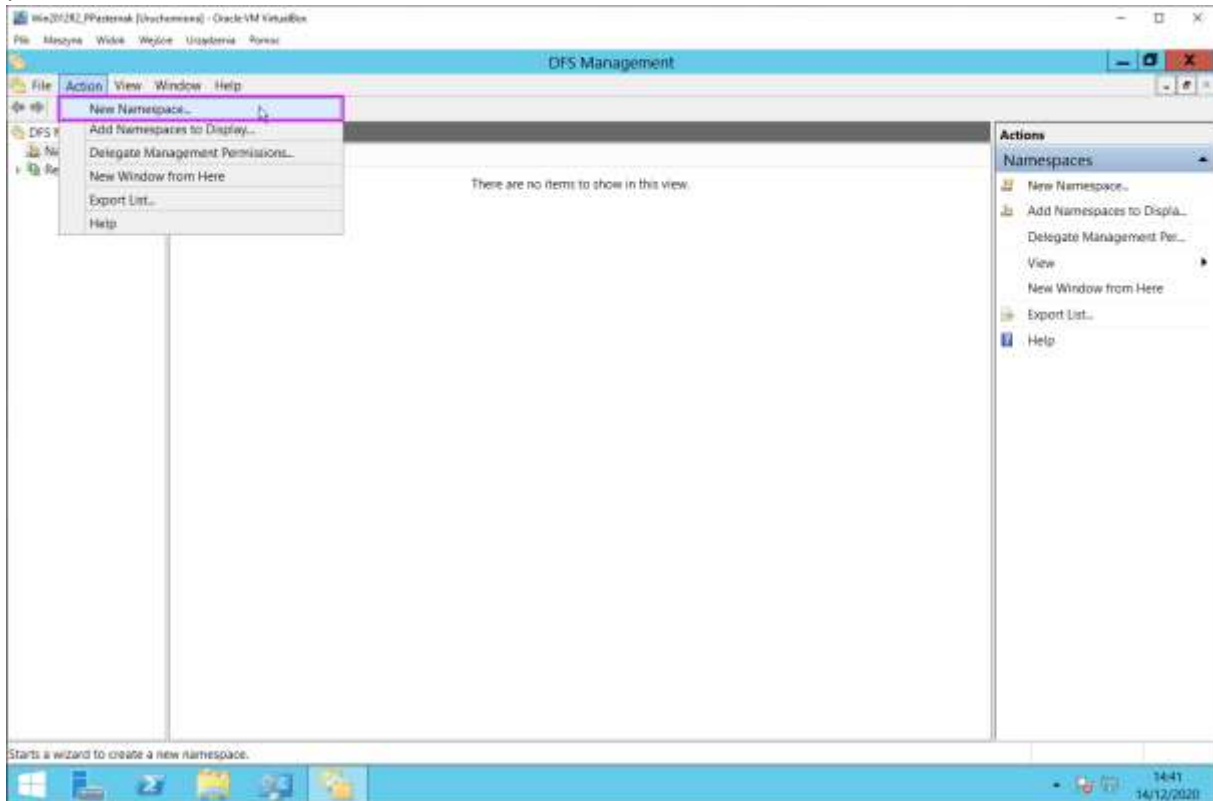 Win2012R2_PPasternak [Uruchomiona] - Oracle VM VirtualBox
Plik Maszyna Widok Wejście Urządzenia Pomoc
DFS Management
File Action View Window Help
New Namespace...
Add Namespaces to Display...
Delegate Management Permissions...
New Window from Here
Export List...
Help
DFS
Na
Re
There are no items to show in this view.
Actions
Namespaces
New Namespace...
Add Namespaces to Displa...
Delegate Management Per...
View
New Window from Here
Export List...
Help
Starts a wizard to create a new namespace.
14:41
14/12/2020